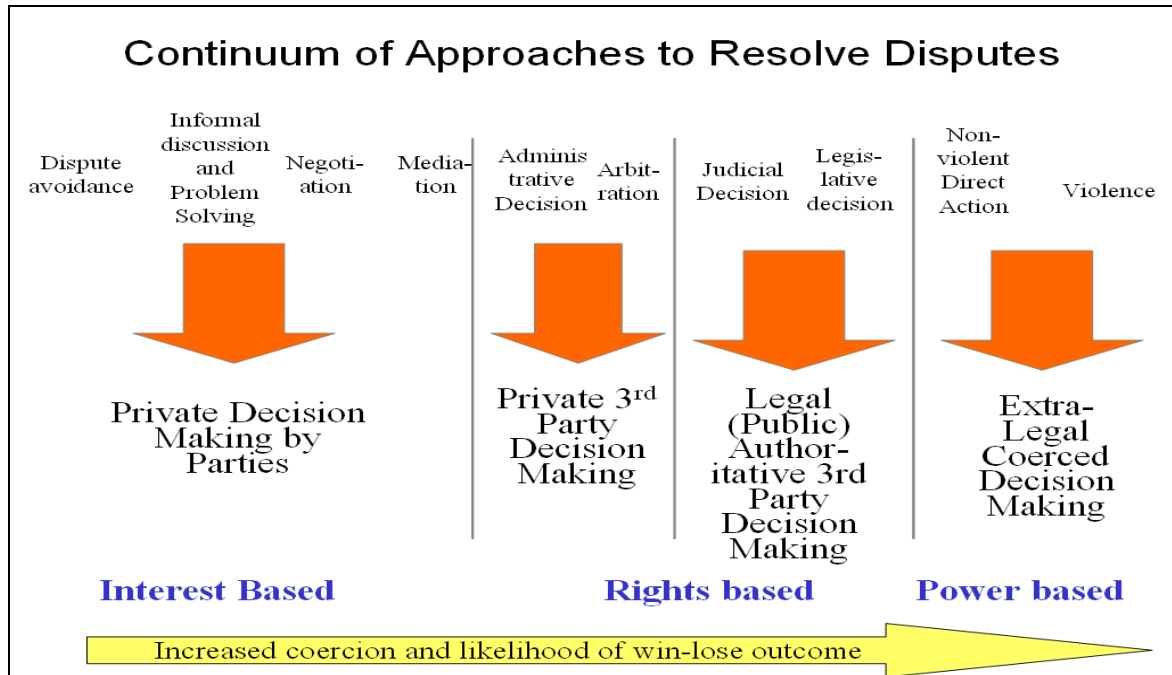 Continuum of Approaches to Resolve Disputes
Dispute
avoidance
Informal
discussion
and
Problem
Solving
Negoti-
ation
Media-
tion
Adminis
trative
Decision
Arbit-
ration
Judicial
Decision
Legis-
lative
decision
Non-
violent
Direct
Action
Violence
Private Decision
Making by
Parties
Private 3rd
Party
Decision
Making
Legal
(Public)
Author-
itative 3rd
Party
Decision
Making
Extra-
Legal
Coerced
Decision
Making
Interest Based
Rights based
Power based
Increased coercion and likelihood of win-lose outcome